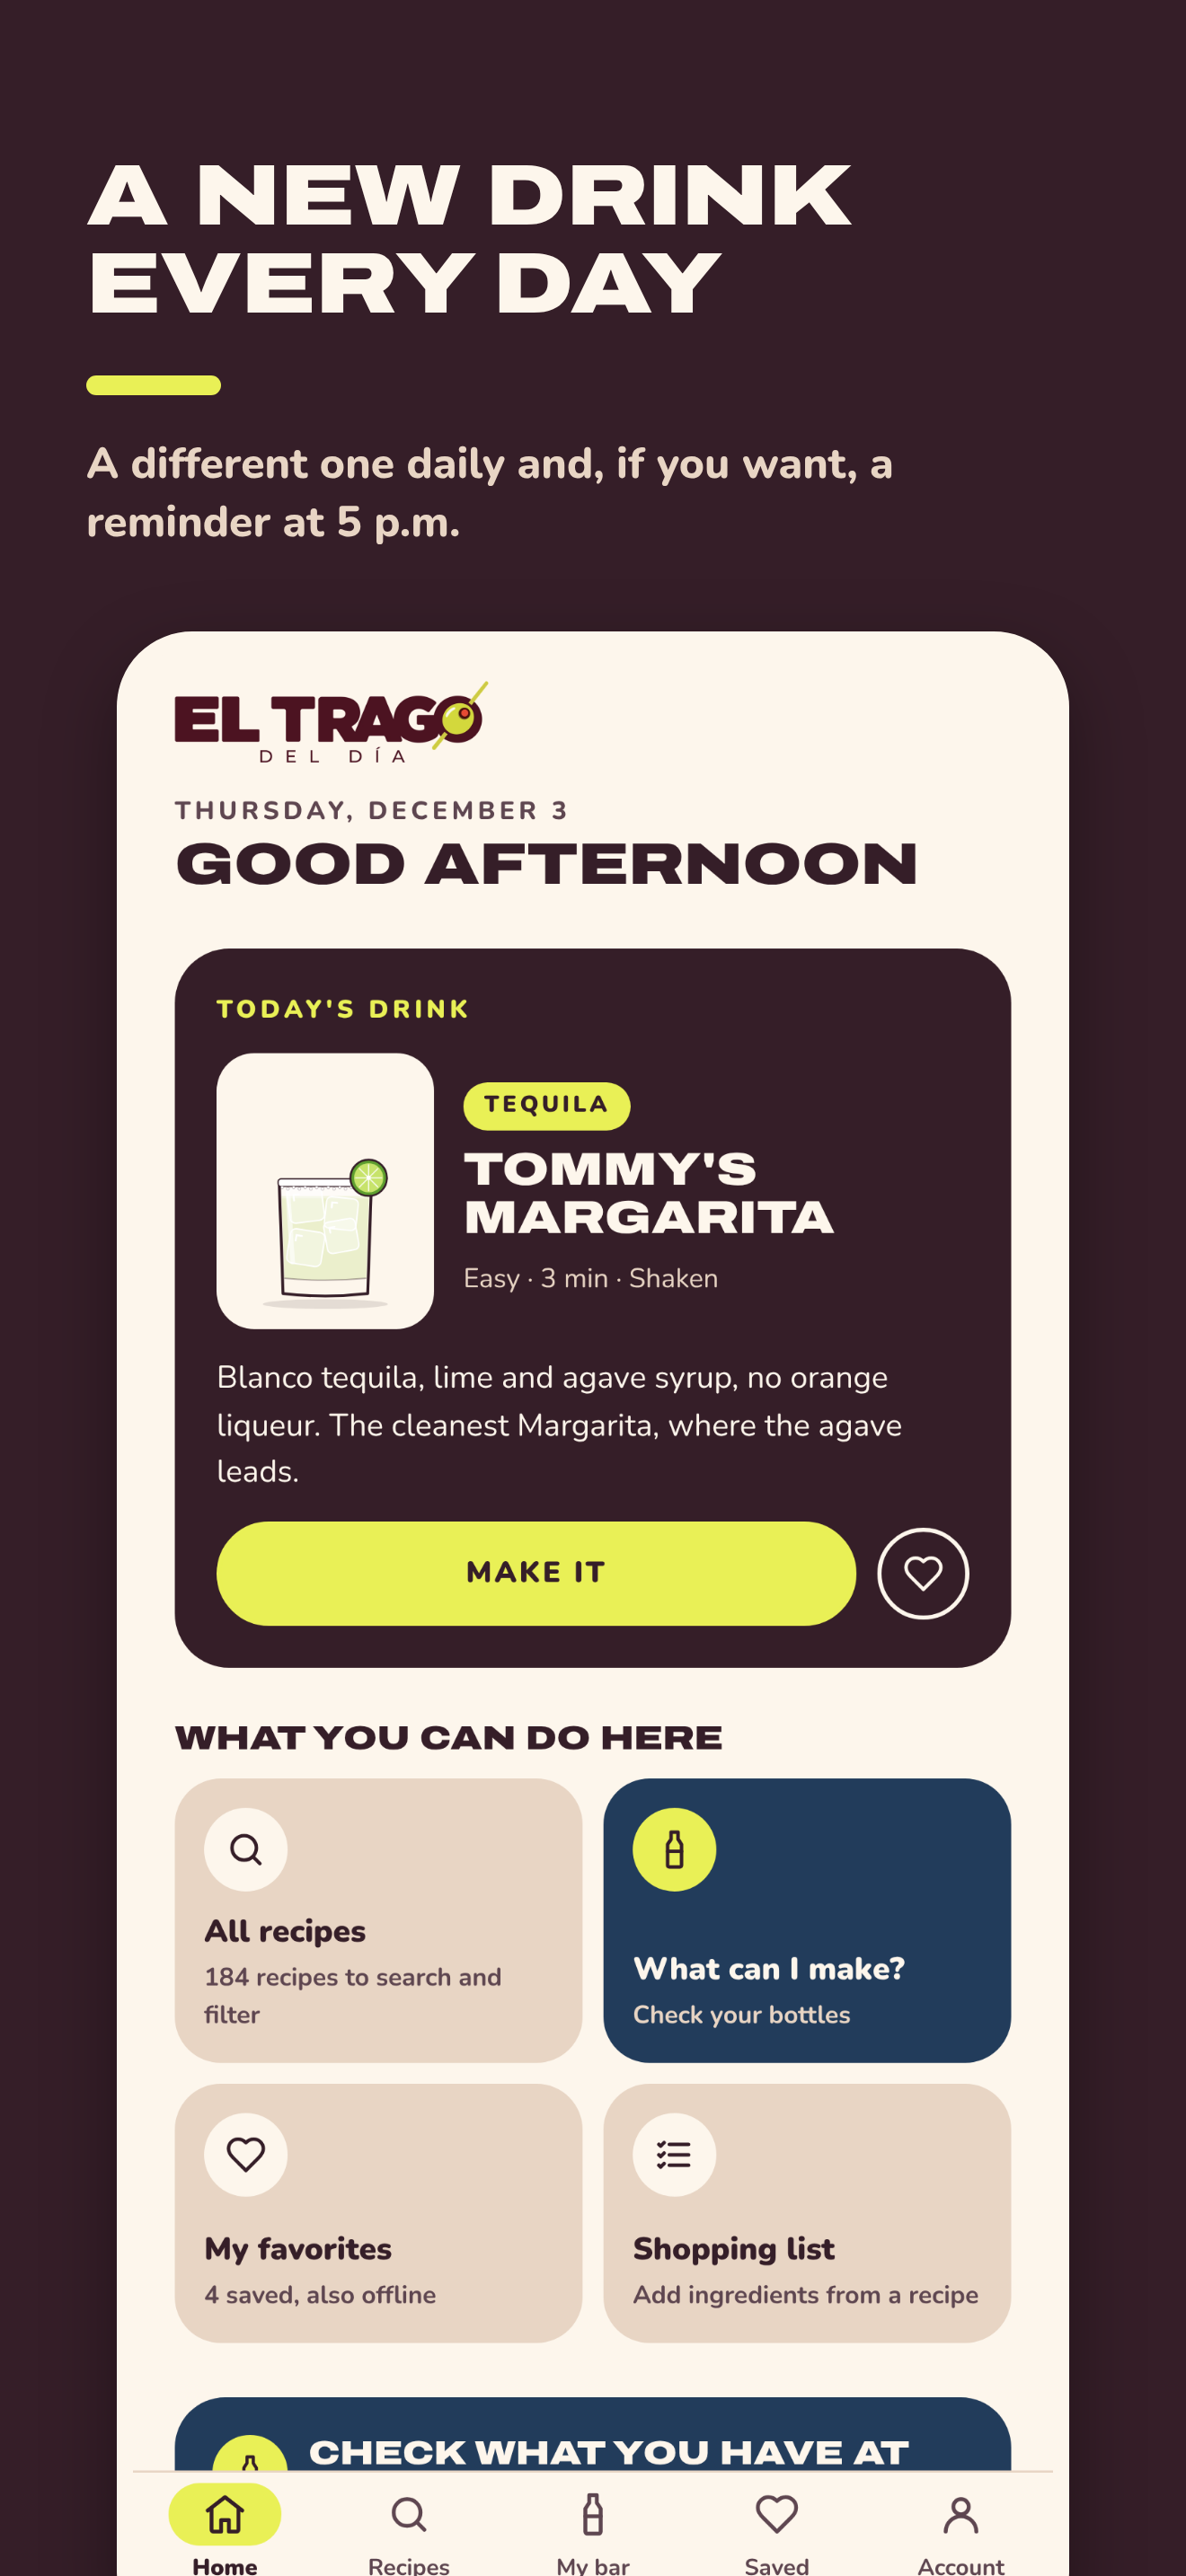 A NEW DRINK
EVERY DAY
A different one daily and, if you want, a
reminder at 5 p.m.
EL TRAGO
DEL DÍA
THURSDAY, DECEMBER 3
GOOD AFTERNOON
TODAY'S DRINK
TEQUILA
TOMMY'S
MARGARITA
Easy · 3 min · Shaken
Blanco tequila, lime and agave syrup, no orange
liqueur. The cleanest Margarita, where the agave
leads.
MAKE IT
WHAT YOU CAN DO HERE
All recipes
184 recipes to search and
filter
What can I make?
Check your bottles
My favorites
4 saved, also offline
Shopping list
Add ingredients from a recipe
CHECK WHAT YOU HAVE AT
Home
Recipes
My bar
Saved
Account